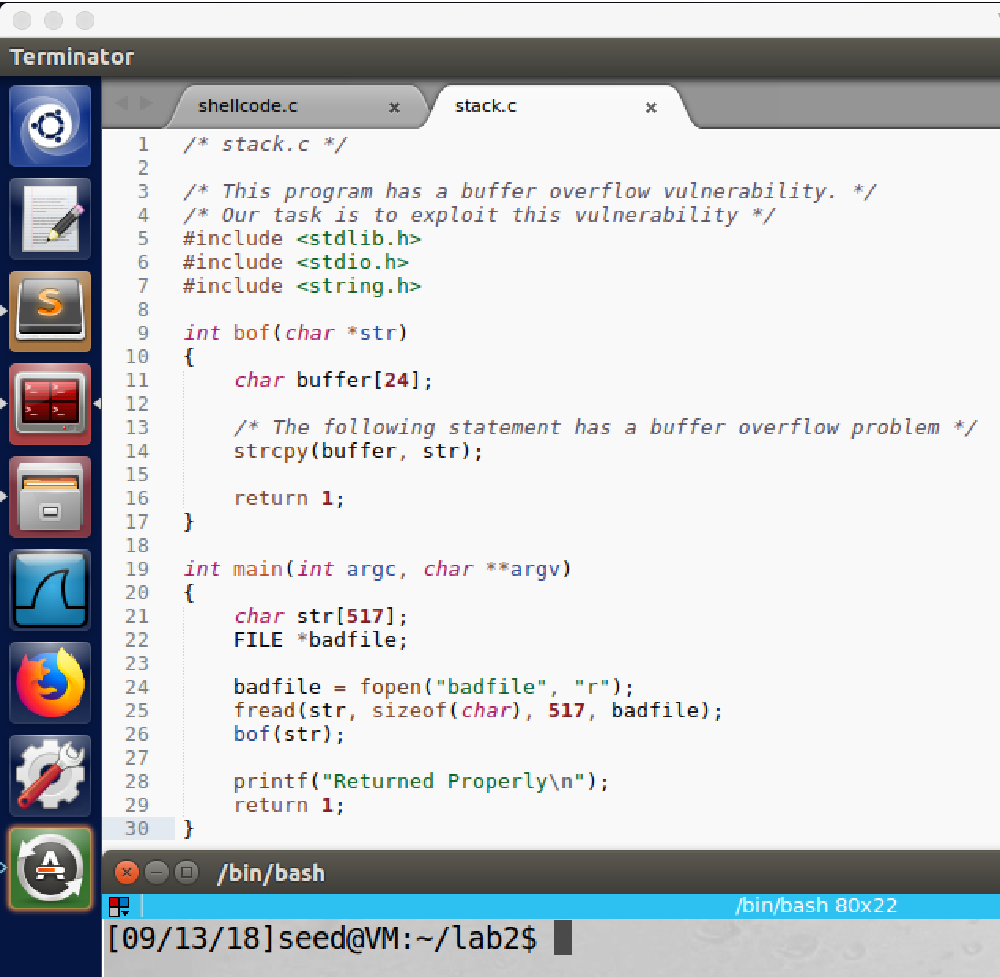 Terminator
shellcode.c × stack.c ×
1 /* stack.c */
2
3 /* This program has a buffer overflow vulnerability. */
4 /* Our task is to exploit this vulnerability */
5 #include <stdlib.h>
6 #include <stdio.h>
7 #include <string.h>
8
9 int bof(char *str)
10 {
11     char buffer[24];
12
13     /* The following statement has a buffer overflow problem */
14     strcpy(buffer, str);
15
16     return 1;
17 }
18
19 int main(int argc, char **argv)
20 {
21     char str[517];
22     FILE *badfile;
23
24     badfile = fopen("badfile", "r");
25     fread(str, sizeof(char), 517, badfile);
26     bof(str);
27
28     printf("Returned Properly\n");
29     return 1;
30 }
/bin/bash
/bin/bash 80x22
[09/13/18]seed@VM:~/lab2$